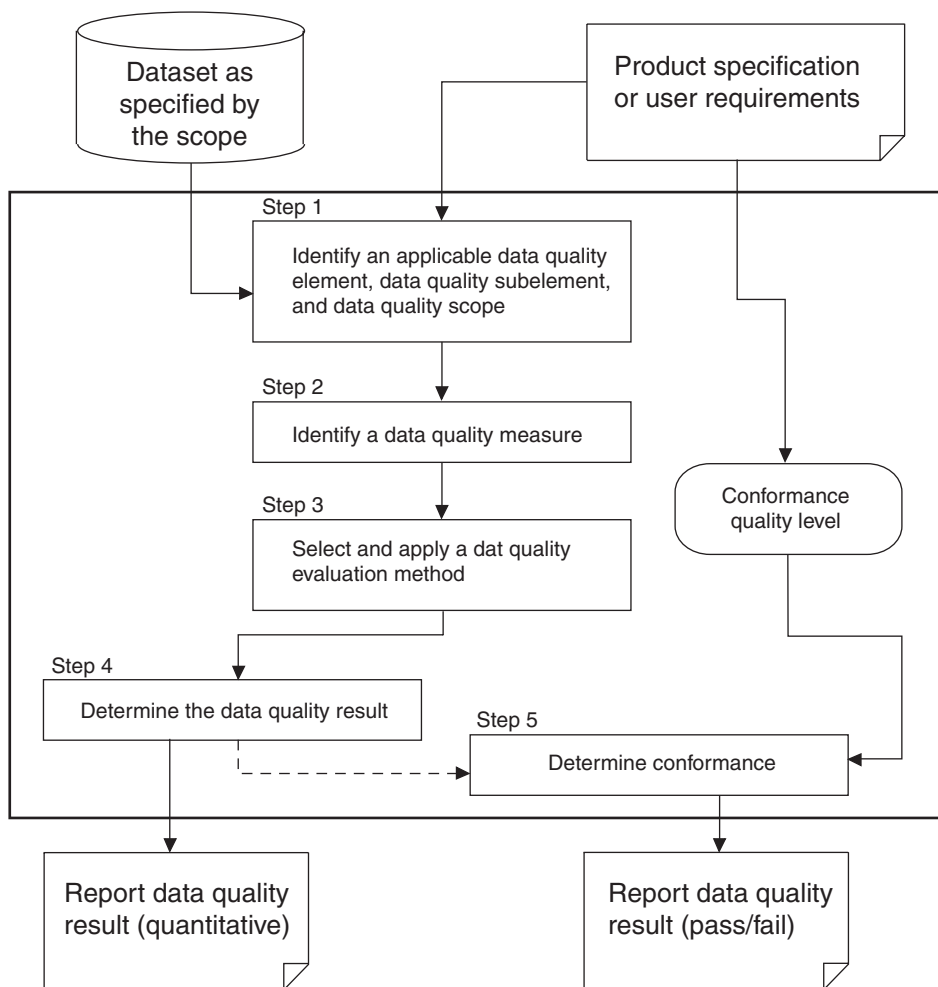 Dataset as
specified by
the scope
Product specification
or user requirements
Step 1
Identify an applicable data quality
element, data quality subelement,
and data quality scope
Step 2
Identify a data quality measure
Step 3
Select and apply a dat quality
evaluation method
Conformance
quality level
Step 4
Determine the data quality result
Step 5
Determine conformance
Report data quality
result (quantitative)
Report data quality
result (pass/fail)